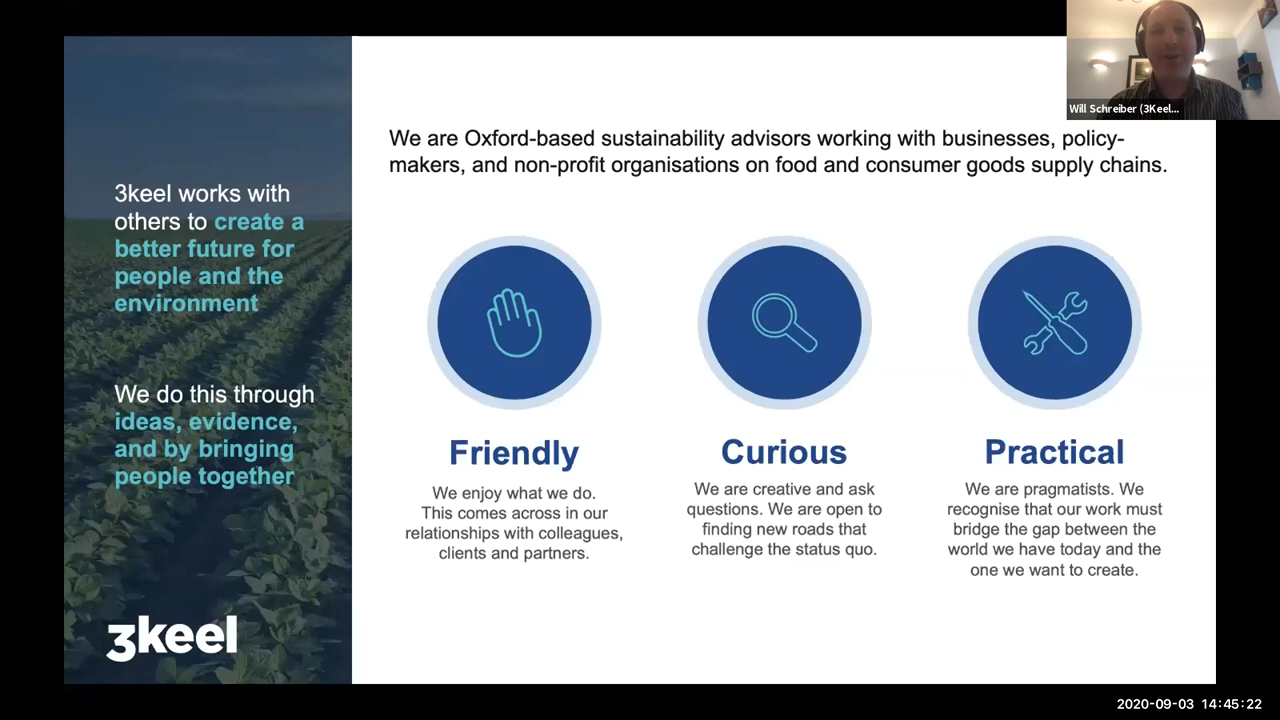 Will Schreiber (3Keel...
We are Oxford-based sustainability advisors working with businesses, policy-
makers, and non-profit organisations on food and consumer goods supply chains.
3keel works with
others to create a
better future for
people and the
environment
We do this through
ideas, evidence,
and by bringing
people together
3keel
Friendly
We enjoy what we do.
This comes across in our
relationships with colleagues,
clients and partners.
Curious
We are creative and ask
questions. We are open to
finding new roads that
challenge the status quo.
Practical
We are pragmatists. We
recognise that our work must
bridge the gap between the
world we have today and the
one we want to create.
2020-09-03 14:45:22